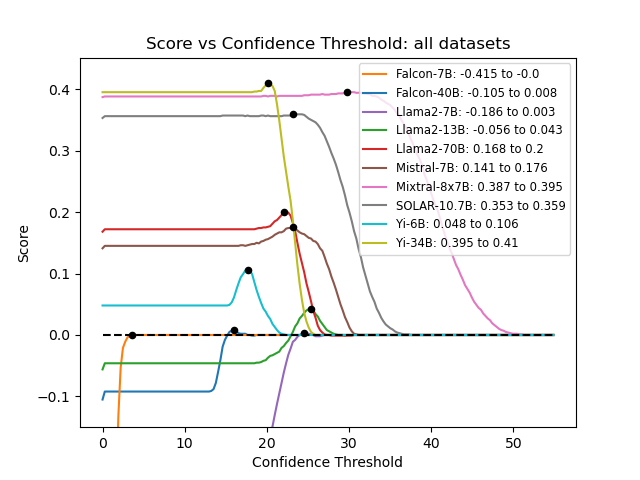 Score vs Confidence Threshold: all datasets
Score
0.4
0.3
0.2
0.1
0.0
−0.1
Falcon-7B: -0.415 to -0.0
Falcon-40B: -0.105 to 0.008
Llama2-7B: -0.186 to 0.003
Llama2-13B: -0.056 to 0.043
Llama2-70B: 0.168 to 0.2
Mistral-7B: 0.141 to 0.176
Mixtral-8x7B: 0.387 to 0.395
SOLAR-10.7B: 0.353 to 0.359
Yi-6B: 0.048 to 0.106
Yi-34B: 0.395 to 0.41
0 10 20 30 40 50
Confidence Threshold